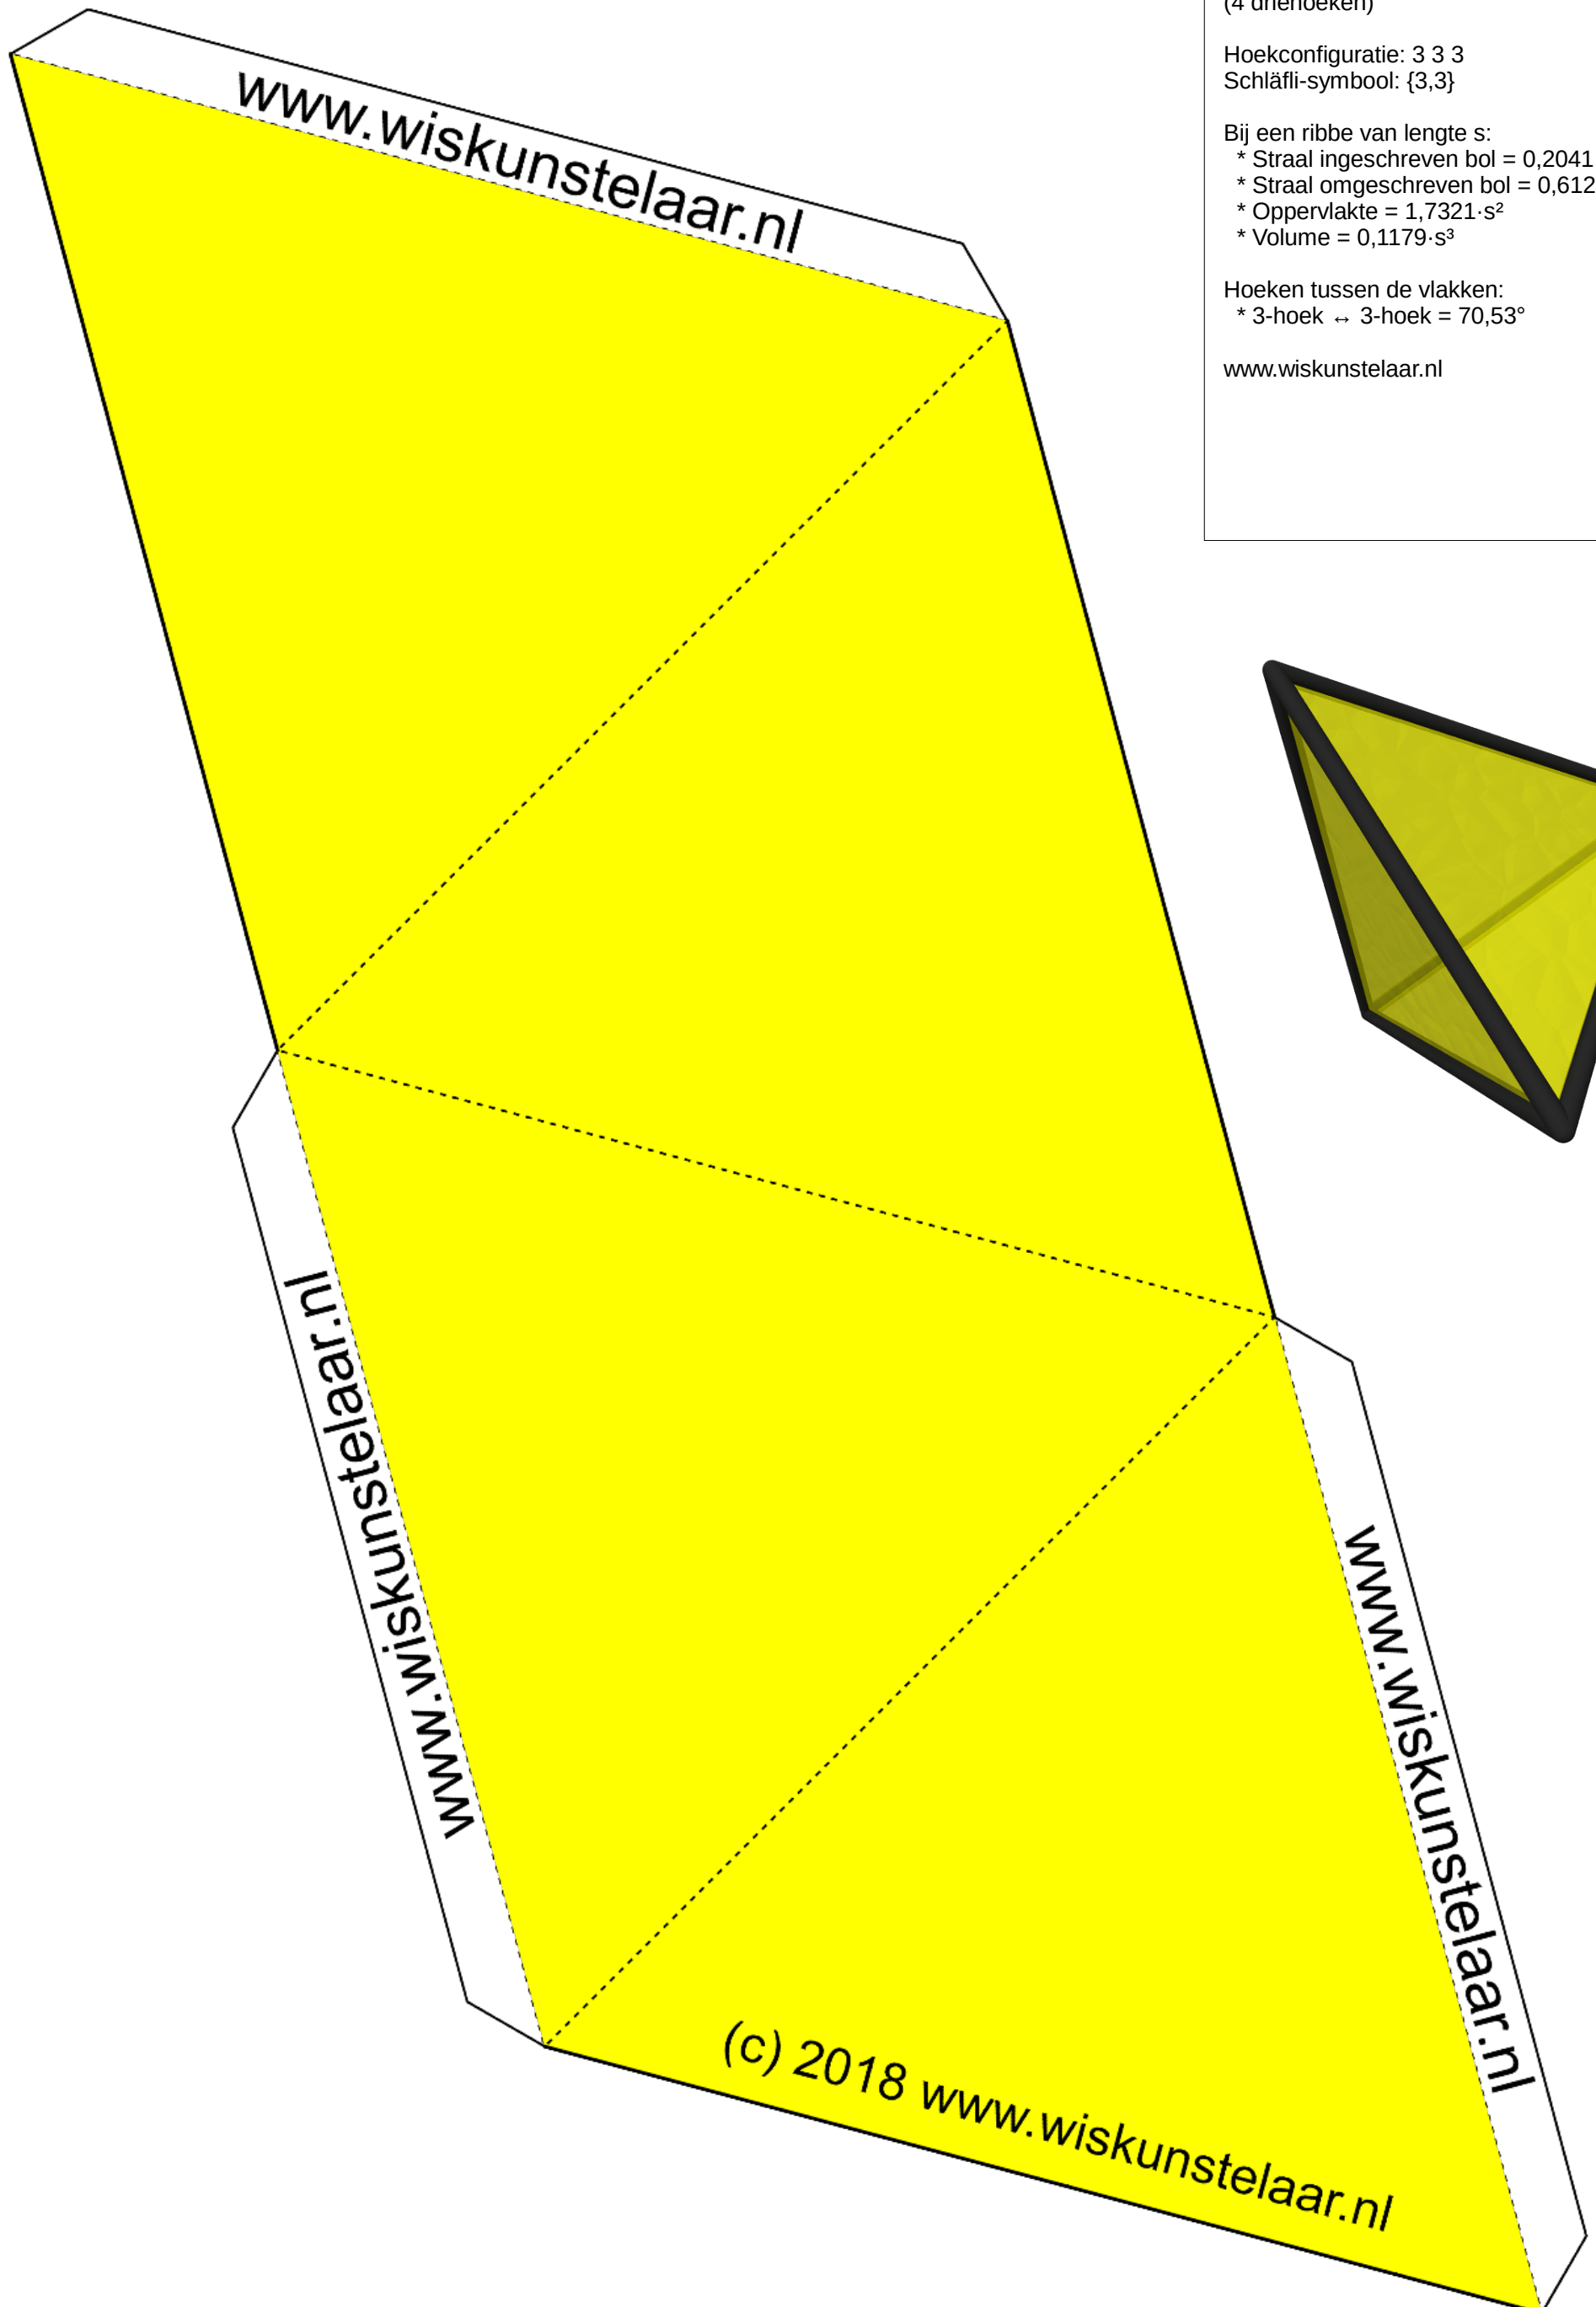 (4 driehoeken)
Hoekconfiguratie: 3 3 3
Schläfli-symbool: {3,3}
Bij een ribbe van lengte s:
* Straal ingeschreven bol = 0,2041
* Straal omgeschreven bol = 0,612
* Oppervlakte = 1,7321·s²
* Volume = 0,1179·s³
Hoeken tussen de vlakken:
* 3-hoek ↔ 3-hoek = 70,53°
www.wiskunstelaar.nl
www.wiskunstelaar.nl
www.wiskunstelaar.nl
www.wiskunstelaar.nl
(c) 2018 www.wiskunstelaar.nl